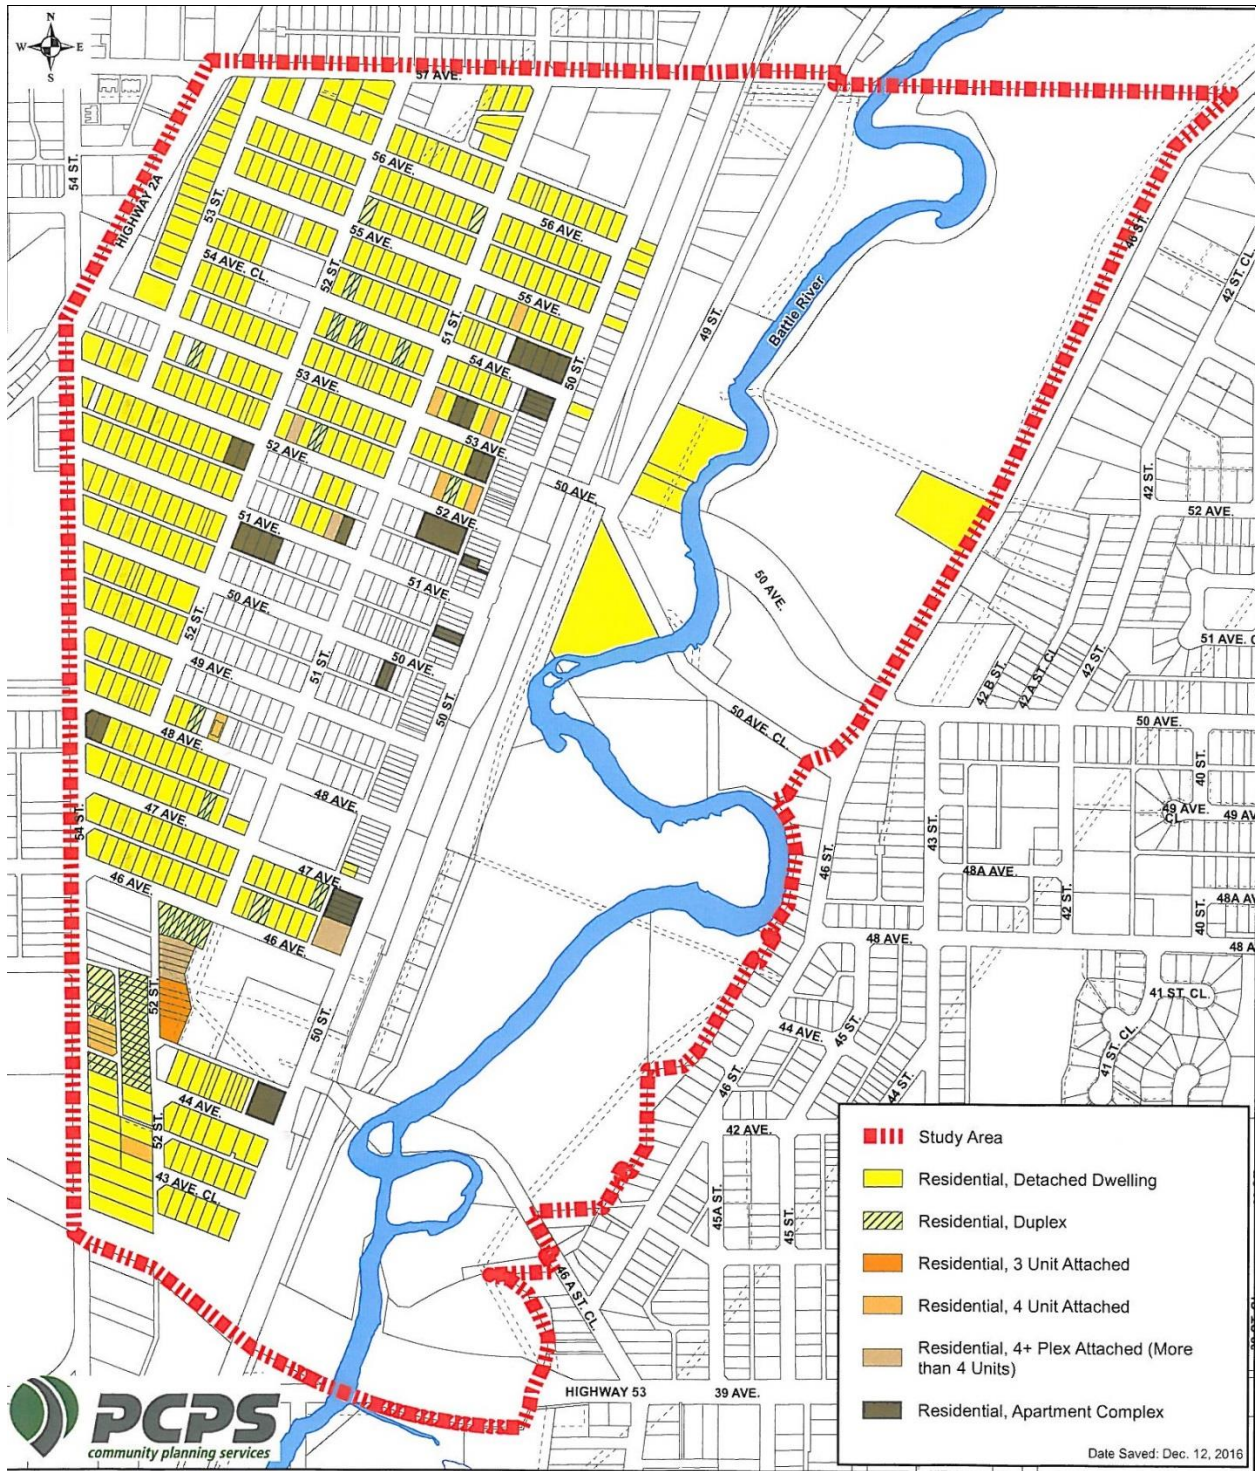 N
W E
S
57 AVE.
54 ST.
HIGHWAY 2A
53 ST.
56 AVE.
56 AVE.
55 AVE.
54 AVE. CL.
52 ST.
55 AVE.
51 ST.
54 AVE.
50 ST.
49 ST.
Battle River
46 ST.
42 ST. CL.
53 AVE.
53 AVE.
52 AVE.
52 AVE.
50 AVE.
42 ST.
52 AVE.
51 AVE.
51 AVE.
50 AVE.
50 AVE.
50 AVE.
52 ST.
51 ST.
49 AVE.
50 ST.
51 AVE. C
42 B ST.
42 A ST. CL.
42 ST.
50 AVE. CL.
50 AVE.
48 AVE.
48 AVE.
40 ST.
49 AVE.
CL.
49 AV
54 ST.
47 AVE.
47 AVE.
46 ST.
43 ST.
48A AVE.
42 ST.
48A AV
40 ST.
46 AVE.
46 AVE.
48 AVE.
48 A
52 ST.
50 ST.
41 ST. CL.
44 AVE.
45 ST.
41 ST. CL.
46 ST.
44 ST.
44 AVE.
52 ST.
42 AVE.
43 AVE. CL.
45A ST.
45 ST.
46 A ST. CL.
HIGHWAY 53
39 AVE.
Study Area
Residential, Detached Dwelling
Residential, Duplex
Residential, 3 Unit Attached
Residential, 4 Unit Attached
Residential, 4+ Plex Attached (More
than 4 Units)
Residential, Apartment Complex
Date Saved: Dec. 12, 2016
PCPS
community planning services